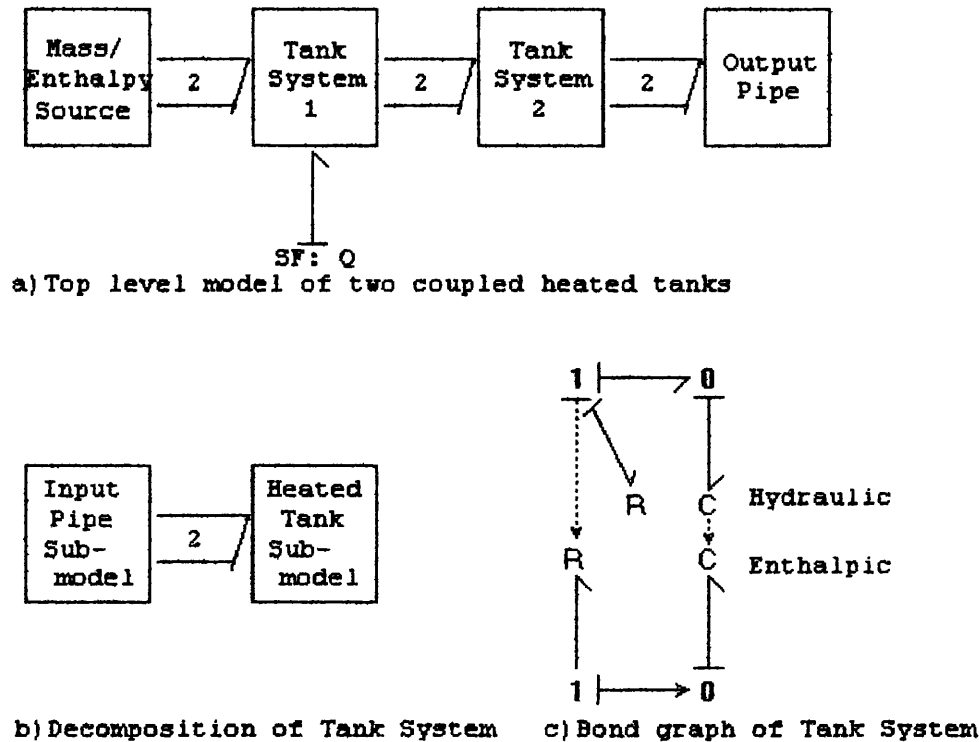 Mass/
Enthalpy
Source
2
Tank
System
1
2
Tank
System
2
2
Output
Pipe
SF: Q
a)Top level model of two coupled heated tanks
Input
Pipe
Sub-
model
2
Heated
Tank
Sub-
model
b)Decomposition of Tank System
1 0
R C Hydraulic
R C Enthalpic
1 0
c)Bond graph of Tank System